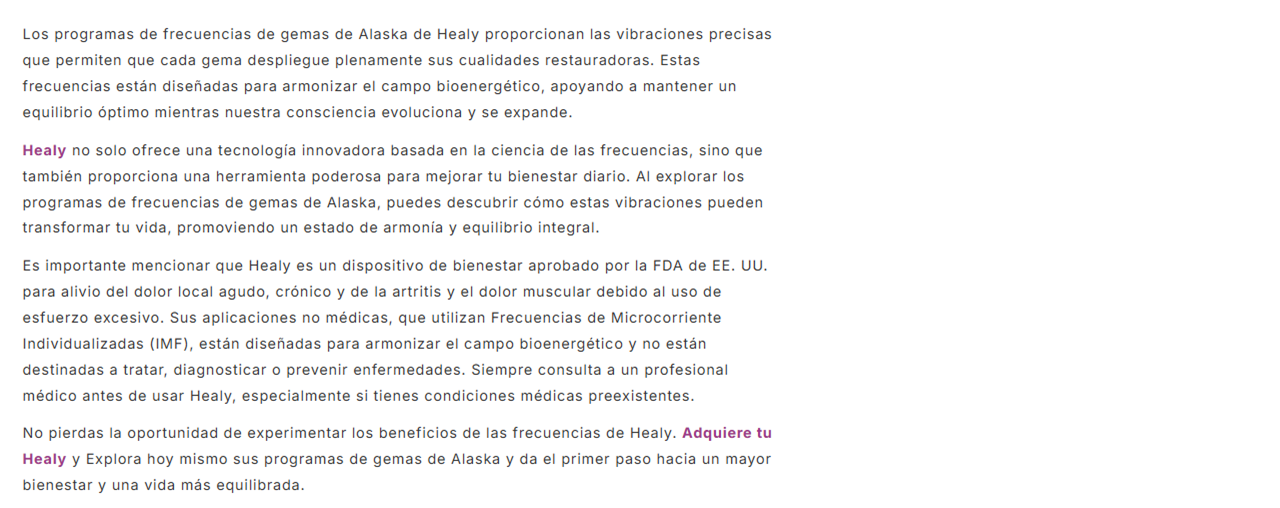 Los programas de frecuencias de gemas de Alaska de Healy proporcionan las vibraciones precisas
que permiten que cada gema despliegue plenamente sus cualidades restauradoras. Estas
frecuencias están diseñadas para armonizar el campo bioenergético, apoyando a mantener un
equilibrio óptimo mientras nuestra consciencia evoluciona y se expande.
Healy no solo ofrece una tecnología innovadora basada en la ciencia de las frecuencias, sino que
también proporciona una herramienta poderosa para mejorar tu bienestar diario. Al explorar los
programas de frecuencias de gemas de Alaska, puedes descubrir cómo estas vibraciones pueden
transformar tu vida, promoviendo un estado de armonía y equilibrio integral.
Es importante mencionar que Healy es un dispositivo de bienestar aprobado por la FDA de EE. UU.
para alivio del dolor local agudo, crónico y de la artritis y el dolor muscular debido al uso de
esfuerzo excesivo. Sus aplicaciones no médicas, que utilizan Frecuencias de Microcorriente
Individualizadas (IMF), están diseñadas para armonizar el campo bioenergético y no están
destinadas a tratar, diagnosticar o prevenir enfermedades. Siempre consulta a un profesional
médico antes de usar Healy, especialmente si tienes condiciones médicas preexistentes.
No pierdas la oportunidad de experimentar los beneficios de las frecuencias de Healy. Adquiere tu
Healy y Explora hoy mismo sus programas de gemas de Alaska y da el primer paso hacia un mayor
bienestar y una vida más equilibrada.